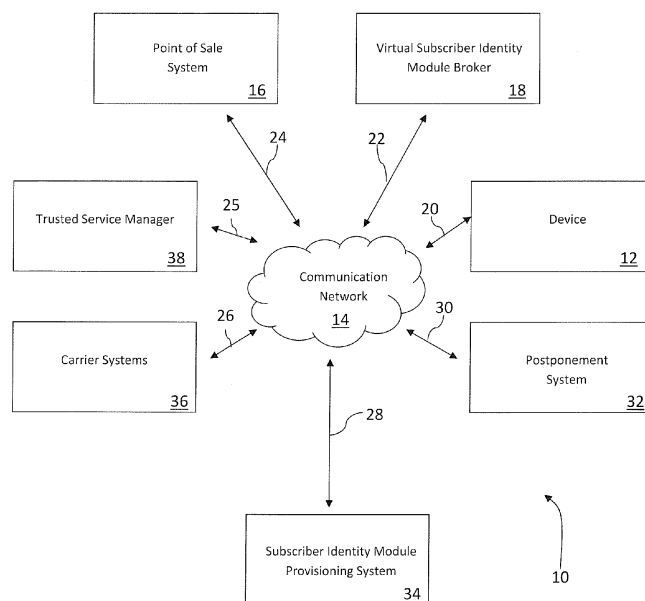 Point of Sale
System
16
Virtual Subscriber Identity
Module Broker
18
24
22
Trusted Service Manager
38
25
20
Device
12
Communication
Network
14
Carrier Systems
36
26
30
Postponement
System
32
28
Subscriber Identity Module
Provisioning System
34
10